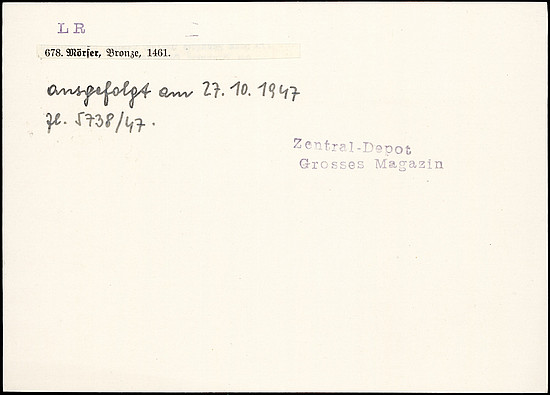 LR
678. Mörser, Bronze, 1461.
ausgefolgt am 27. 10. 1947
Zl. 5738/47.
Zentral-Depot
Grosses Magazin